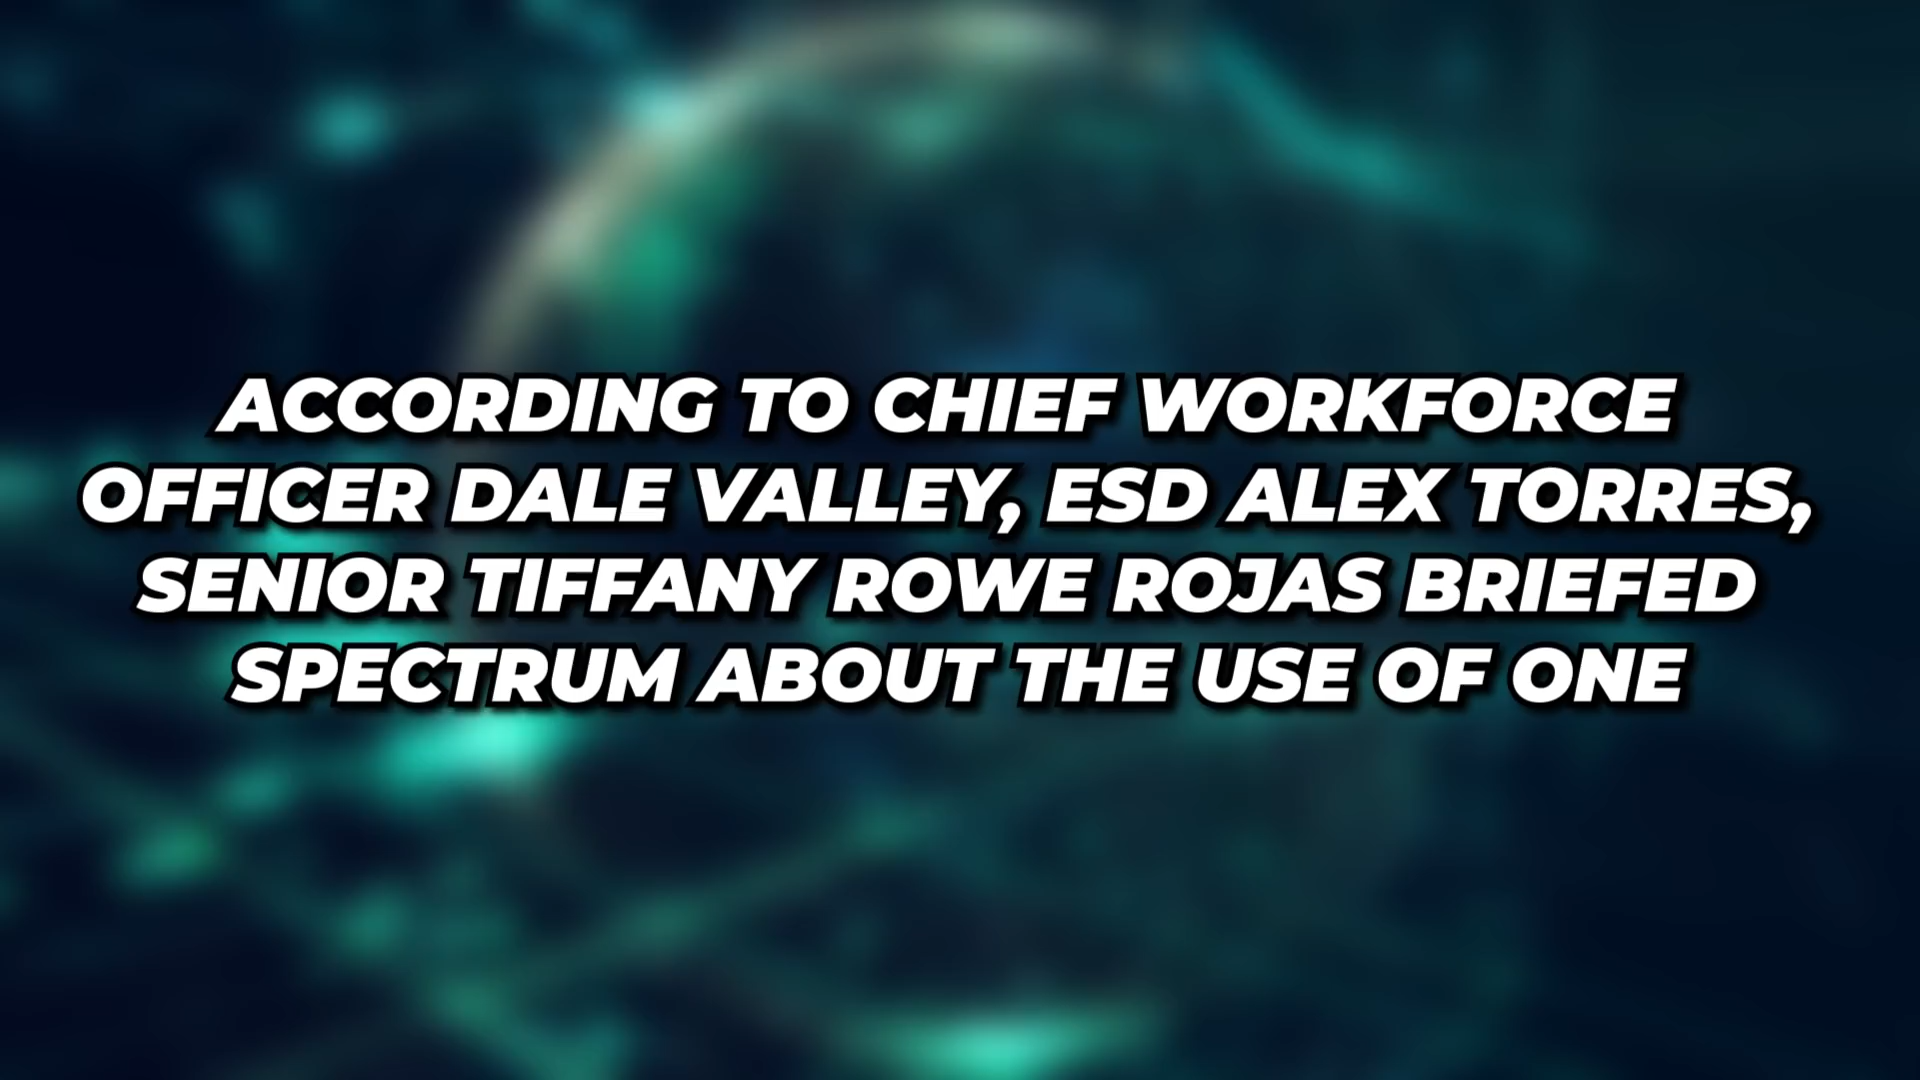 ACCORDING TO CHIEF WORKFORCE
OFFICER DALE VALLEY, ESD ALEX TORRES,
SENIOR TIFFANY ROWE ROJAS BRIEFED
SPECTRUM ABOUT THE USE OF ONE